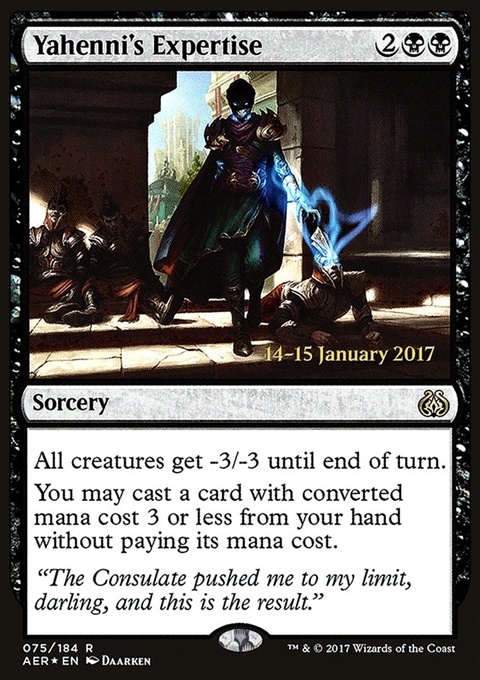 Yahenni's Expertise 2
14–15 January 2017
Sorcery
All creatures get -3/-3 until end of turn.
You may cast a card with converted
mana cost 3 or less from your hand
without paying its mana cost.
“The Consulate pushed me to my limit,
darling, and this is the result.”
075/184 R
AER★EN Daarken
™ & © 2017 Wizards of the Coast